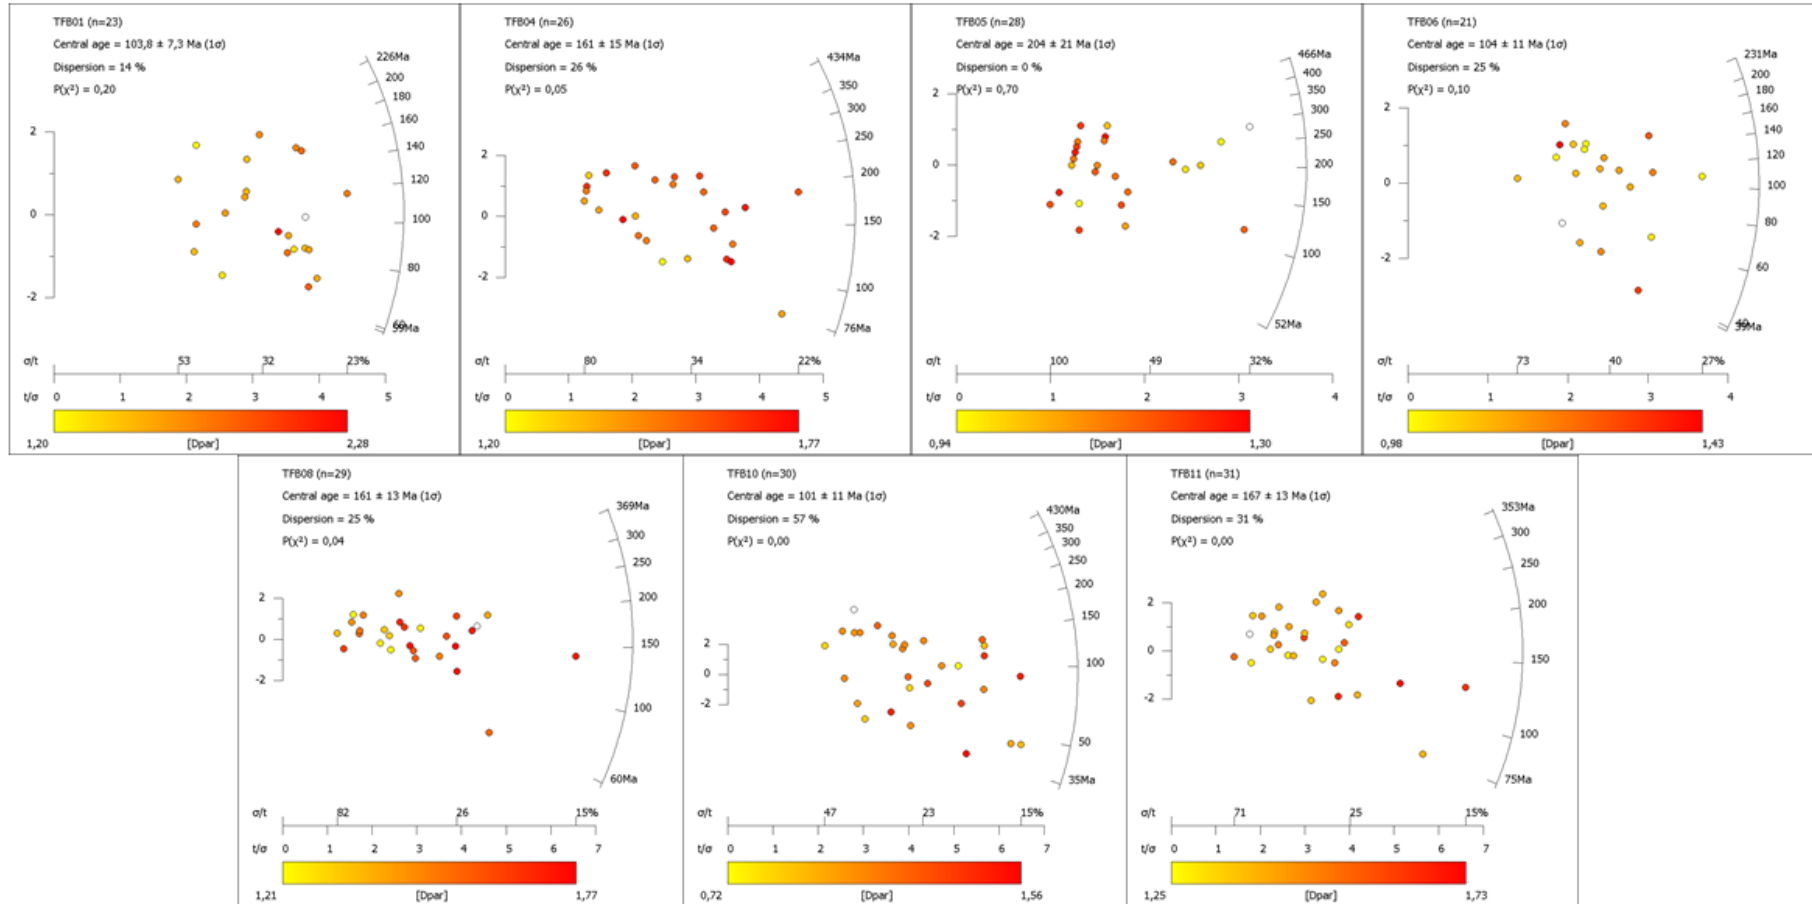 TFB01 (n=23)
Central age = 103,8 ± 7,3 Ma (1σ)
Dispersion = 14 %
P(χ²) = 0,20
226Ma
200
180
160
140
120
100
80
59Ma
2
0
-2
σ/t
53
32
23%
t/σ
0 1 2 3 4 5
1,20 [Dpar] 2,28
TFB04 (n=26)
Central age = 161 ± 15 Ma (1σ)
Dispersion = 26 %
P(χ²) = 0,05
434Ma
350
300
250
200
150
100
76Ma
2
0
-2
σ/t
80
34
22%
t/σ
0 1 2 3 4 5
1,20 [Dpar] 1,77
TFB05 (n=28)
Central age = 204 ± 21 Ma (1σ)
Dispersion = 0 %
P(χ²) = 0,70
466Ma
400
350
300
250
200
150
100
52Ma
2
0
-2
σ/t
100
49
32%
t/σ
0 1 2 3 4
0,94 [Dpar] 1,30
TFB06 (n=21)
Central age = 104 ± 11 Ma (1σ)
Dispersion = 25 %
P(χ²) = 0,10
231Ma
200
180
160
140
120
100
80
60
39Ma
2
0
-2
σ/t
73
40
27%
t/σ
0 1 2 3 4
0,98 [Dpar] 1,43
TFB08 (n=29)
Central age = 161 ± 13 Ma (1σ)
Dispersion = 25 %
P(χ²) = 0,04
369Ma
300
250
200
150
100
60Ma
2
0
-2
σ/t
82
26
15%
t/σ
0 1 2 3 4 5 6 7
1,21 [Dpar] 1,77
TFB10 (n=30)
Central age = 101 ± 11 Ma (1σ)
Dispersion = 57 %
P(χ²) = 0,00
430Ma
350
300
250
200
150
100
50
35Ma
2
0
-2
σ/t
47
23
15%
t/σ
0 1 2 3 4 5 6 7
0,72 [Dpar] 1,56
TFB11 (n=31)
Central age = 167 ± 13 Ma (1σ)
Dispersion = 31 %
P(χ²) = 0,00
353Ma
300
250
200
150
100
75Ma
2
0
-2
σ/t
71
25
15%
t/σ
0 1 2 3 4 5 6 7
1,25 [Dpar] 1,73